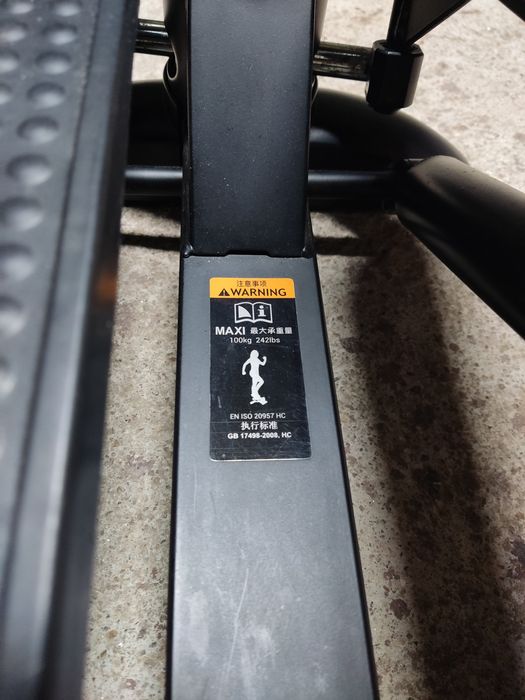 注意事项
WARNING
MAXI 最大承重量
100kg 242lbs
EN ISO 20957 HC
执行标准
GB 17498-2008, HC